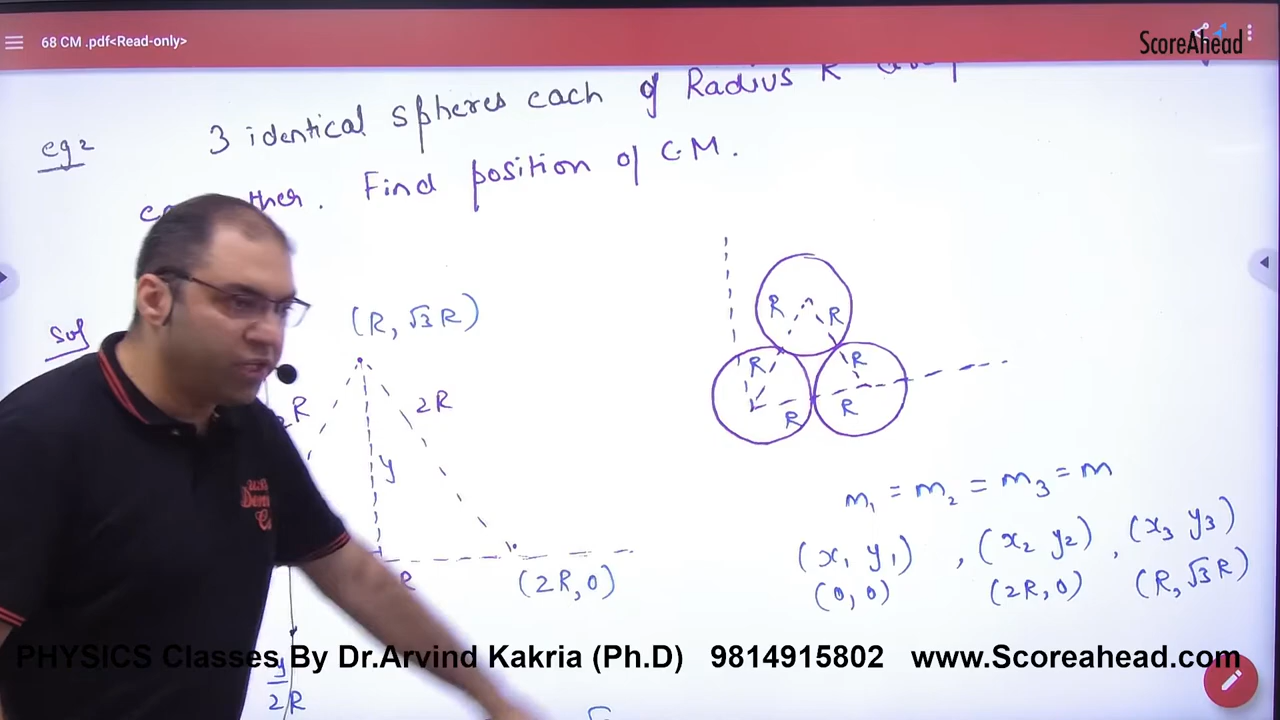 68 CM .pdf<Read-only>
ScoreAhead
eg 2 3 identical spheres each of Radius R
other. Find position of C.M.
Sol
(R, √3 R)
2R 2R
y
R (2R, 0)
y
2R
R R
R R
R R
m₁ = m₂ = m₃ = m
(x₁ y₁) , (x₂ y₂) , (x₃ y₃)
(0, 0) (2R, 0) (R, √3 R)
PHYSICS Classes By Dr.Arvind Kakria (Ph.D) 9814915802 www.Scoreahead.com